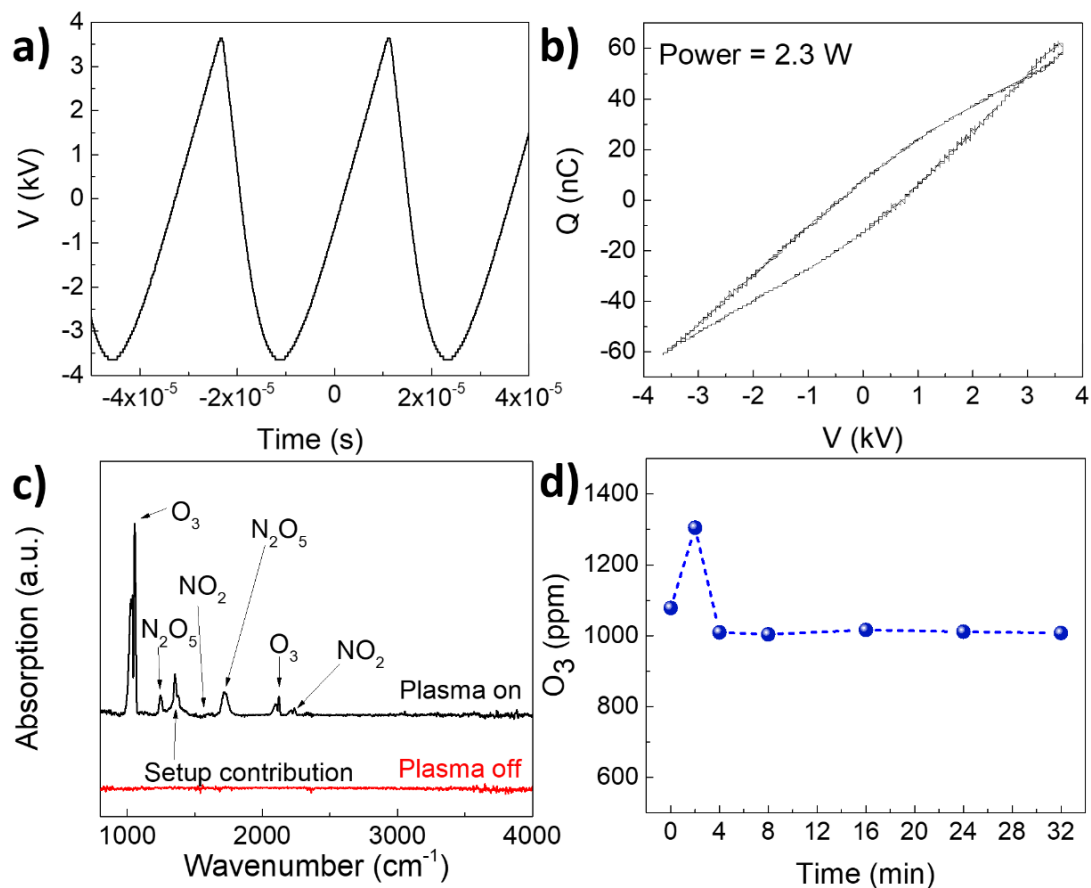 a)
4
3
2
1
0
-1
-2
-3
-4
V (kV)
-4x10⁻⁵ -2x10⁻⁵ 0 2x10⁻⁵ 4x10⁻⁵
Time (s)
b)
Power = 2.3 W
60
40
20
0
-20
-40
-60
Q (nC)
-4 -3 -2 -1 0 1 2 3 4
V (kV)
c)
O₃
N₂O₅
NO₂
N₂O₅
O₃
NO₂
Plasma on
Setup contribution
Plasma off
Absorption (a.u.)
1000 2000 3000 4000
Wavenumber (cm⁻¹)
d)
1400
1200
1000
800
600
O₃ (ppm)
0 4 8 12 16 20 24 28 32
Time (min)